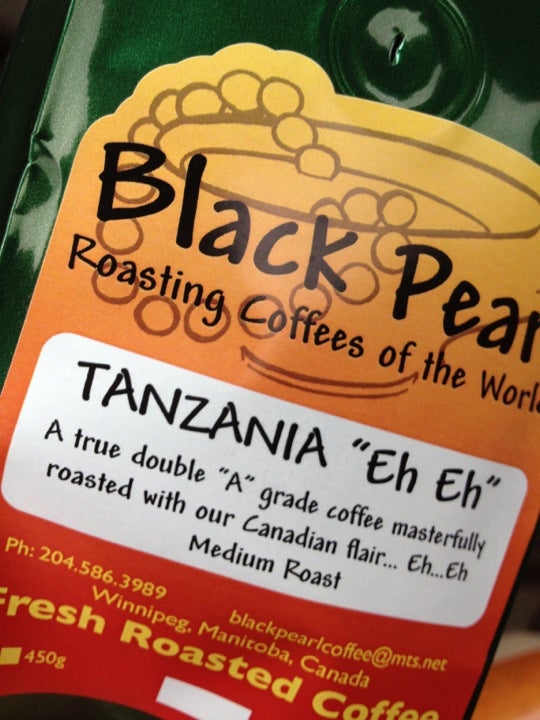 Black Pear
Roasting Coffees of the World
TANZANIA "Eh Eh"
A true double "A" grade coffee masterfully
roasted with our Canadian flair... Eh...Eh
Medium Roast
Ph: 204.586.3989
blackpearlcoffee@mts.net
Winnipeg, Manitoba, Canada
Fresh Roasted Coffee
450g